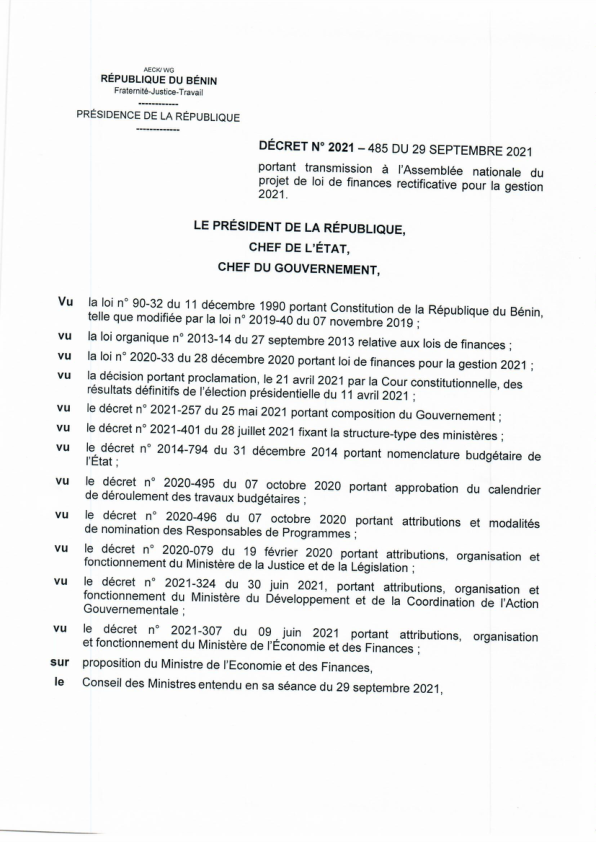 AECK/WG
RÉPUBLIQUE DU BÉNIN
Fraternité-Justice-Travail
------------
PRÉSIDENCE DE LA RÉPUBLIQUE
-------------
DÉCRET N° 2021 – 485 DU 29 SEPTEMBRE 2021
portant transmission à l'Assemblée nationale du
projet de loi de finances rectificative pour la gestion
2021.
LE PRÉSIDENT DE LA RÉPUBLIQUE,
CHEF DE L'ÉTAT,
CHEF DU GOUVERNEMENT,
Vu la loi n° 90-32 du 11 décembre 1990 portant Constitution de la République du Bénin,
telle que modifiée par la loi n° 2019-40 du 07 novembre 2019 ;
vu la loi organique n° 2013-14 du 27 septembre 2013 relative aux lois de finances ;
vu la loi n° 2020-33 du 28 décembre 2020 portant loi de finances pour la gestion 2021 ;
vu la décision portant proclamation, le 21 avril 2021 par la Cour constitutionnelle, des
résultats définitifs de l'élection présidentielle du 11 avril 2021 ;
vu le décret n° 2021-257 du 25 mai 2021 portant composition du Gouvernement ;
vu le décret n° 2021-401 du 28 juillet 2021 fixant la structure-type des ministères ;
vu le décret n° 2014-794 du 31 décembre 2014 portant nomenclature budgétaire de
l'État ;
vu le décret n° 2020-495 du 07 octobre 2020 portant approbation du calendrier
de déroulement des travaux budgétaires ;
vu le décret n° 2020-496 du 07 octobre 2020 portant attributions et modalités
de nomination des Responsables de Programmes ;
vu le décret n° 2020-079 du 19 février 2020 portant attributions, organisation et
fonctionnement du Ministère de la Justice et de la Législation ;
vu le décret n° 2021-324 du 30 juin 2021, portant attributions, organisation et
fonctionnement du Ministère du Développement et de la Coordination de l'Action
Gouvernementale ;
vu le décret n° 2021-307 du 09 juin 2021 portant attributions, organisation
et fonctionnement du Ministère de l'Économie et des Finances ;
sur proposition du Ministre de l'Economie et des Finances,
le Conseil des Ministres entendu en sa séance du 29 septembre 2021,